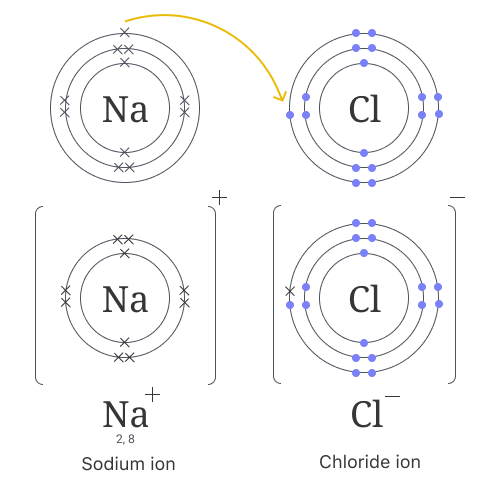 Na Cl
+ −
Na Cl
Na+ Cl−
2, 8
Sodium ion Chloride ion